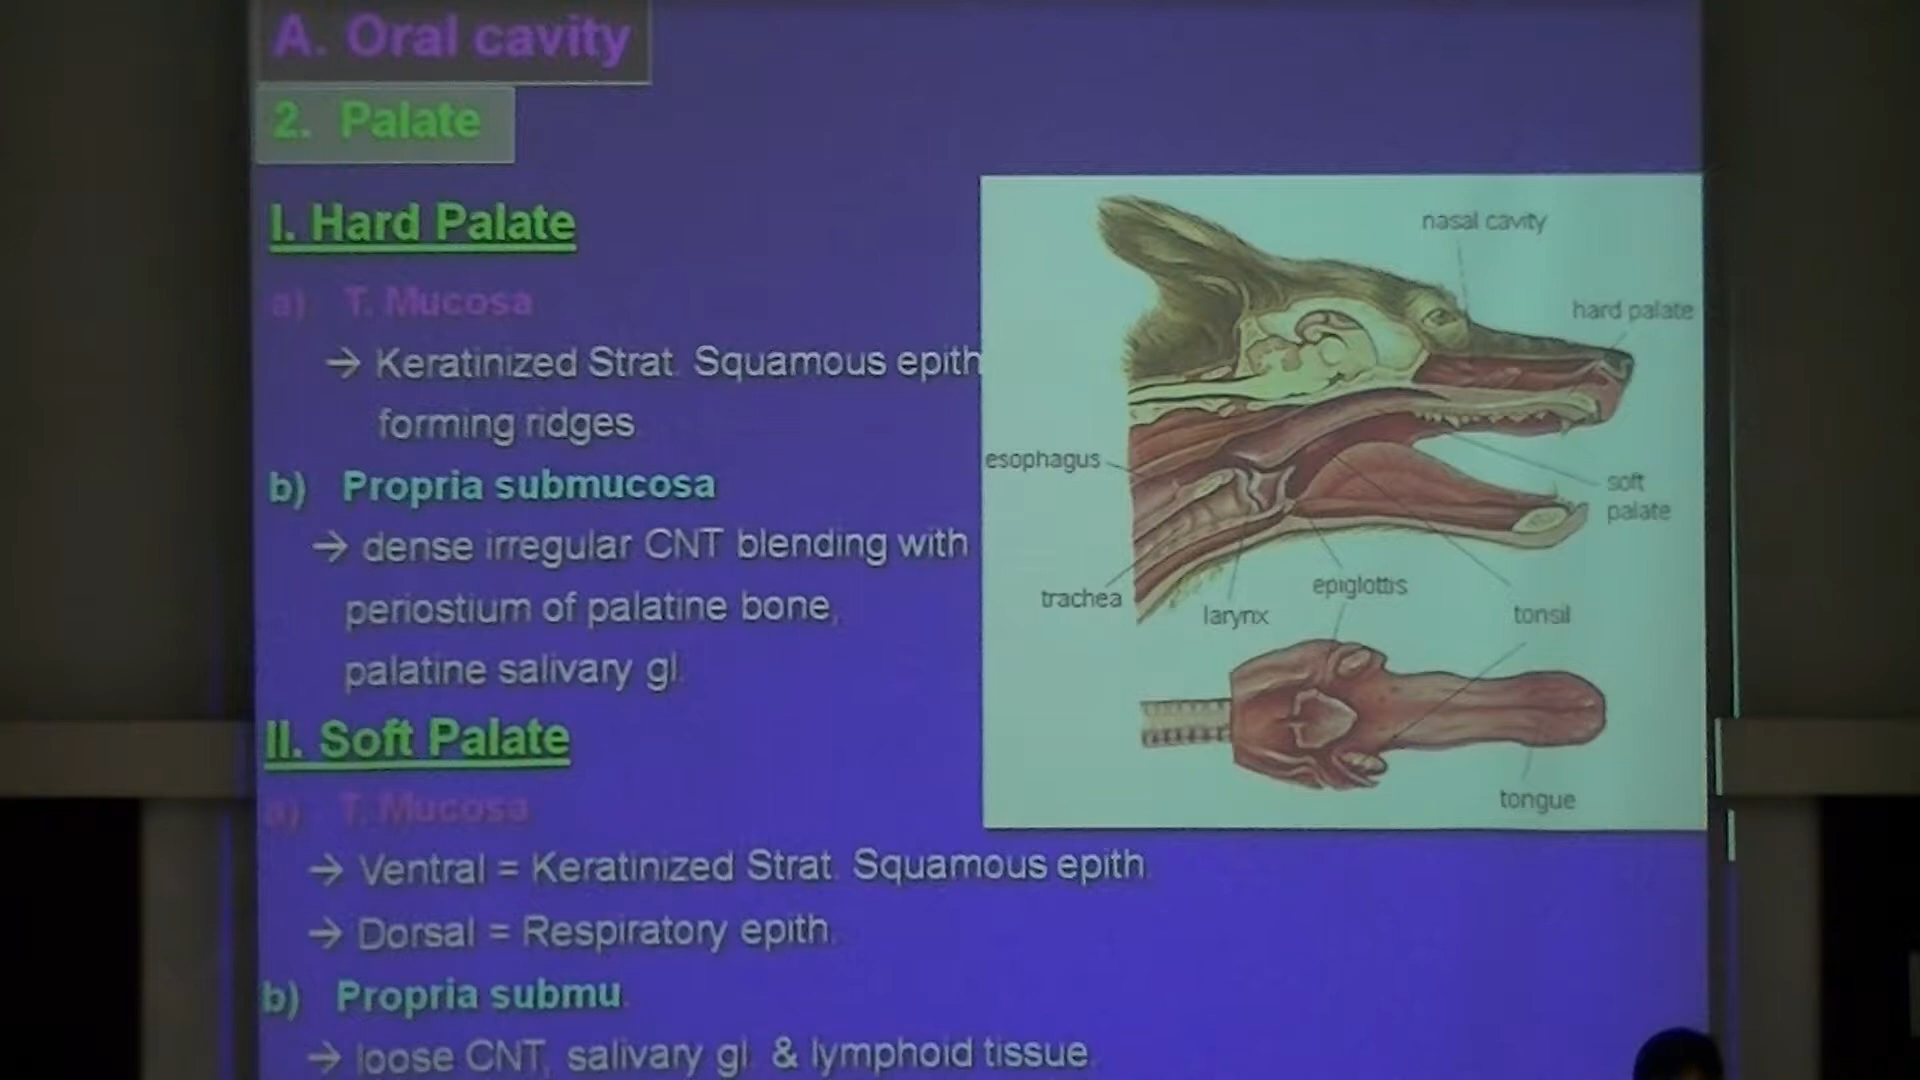 A. Oral cavity
2. Palate
I. Hard Palate
a) T. Mucosa
→ Keratinized Strat. Squamous epith
forming ridges
b) Propria submucosa
→ dense irregular CNT blending with
periostium of palatine bone,
palatine salivary gl.
II. Soft Palate
a) T. Mucosa
→ Ventral = Keratinized Strat. Squamous epith.
→ Dorsal = Respiratory epith.
b) Propria submu.
→ loose CNT, salivary gl. & lymphoid tissue.
nasal cavity
hard palate
esophagus
soft
palate
trachea
larynx
epiglottis
tonsil
tongue